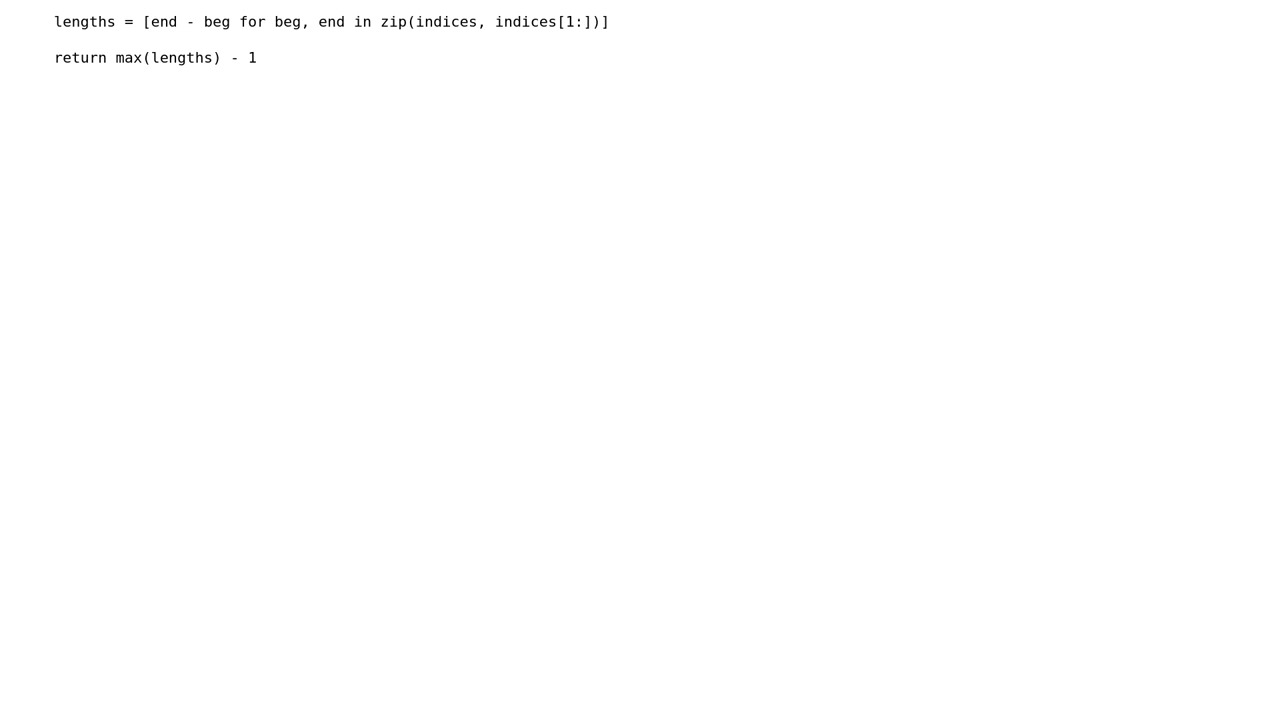 lengths = [end - beg for beg, end in zip(indices, indices[1:])]
return max(lengths) - 1